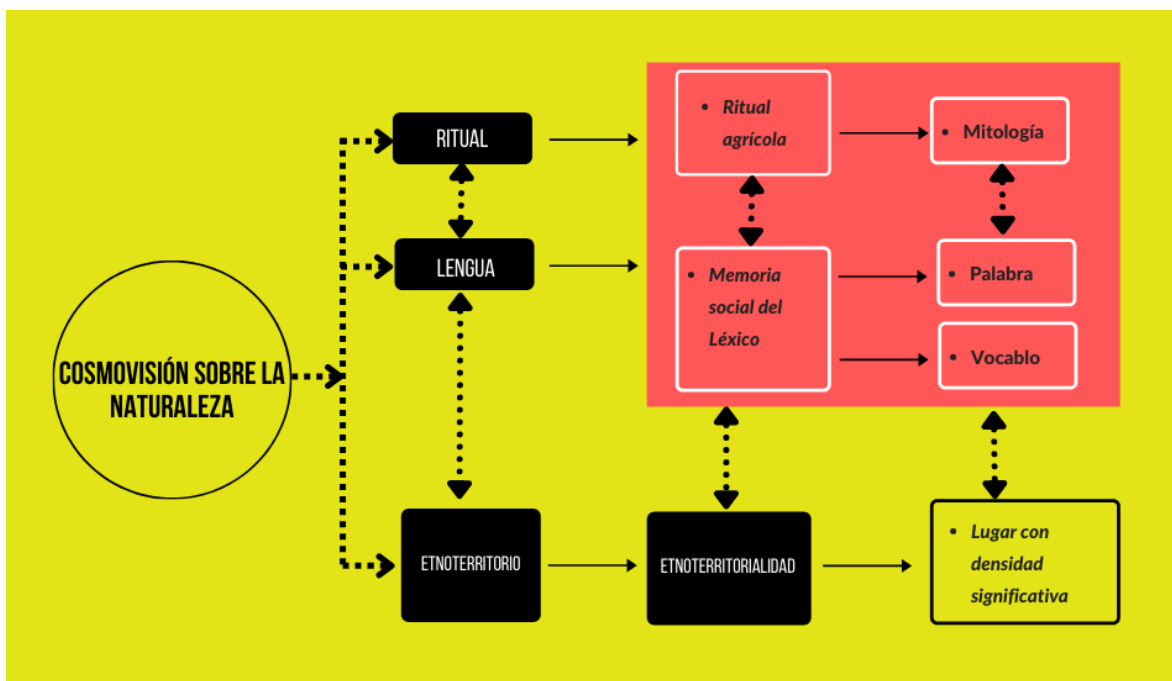 RITUAL
• Ritual
agrícola
• Mitología
LENGUA
• Memoria
social del
Léxico
• Palabra
• Vocablo
COSMOVISIÓN SOBRE LA
NATURALEZA
ETNOTERRITORIO
ETNOTERRITORIALIDAD
• Lugar con
densidad
significativa